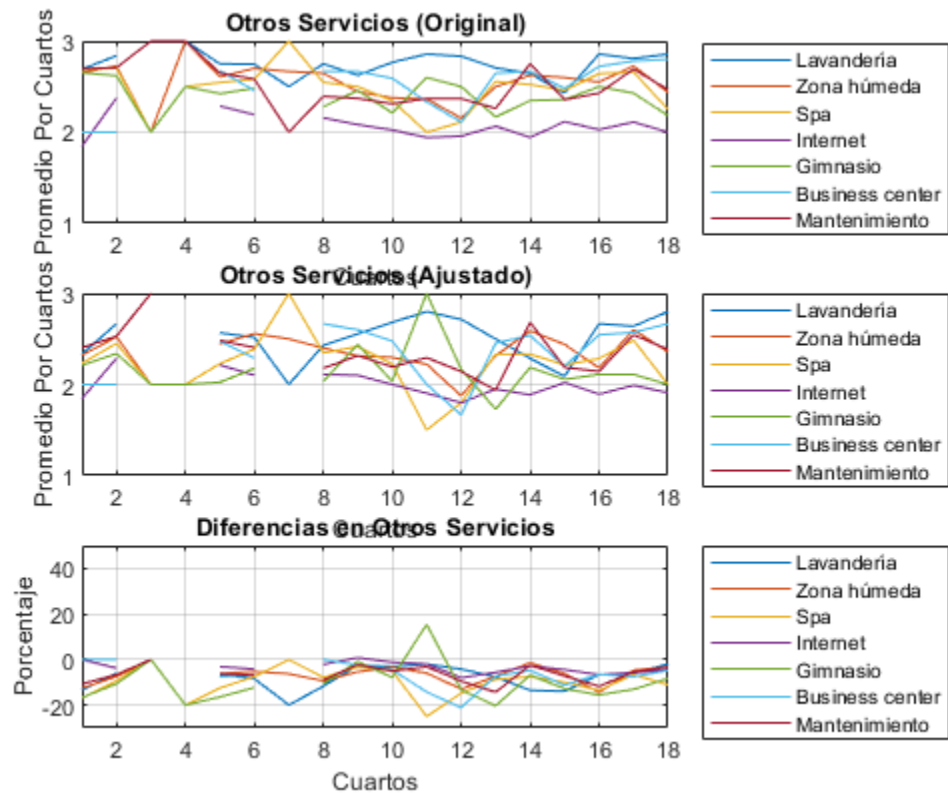 Otros Servicios (Original)
Promedio Por Cuartos
3
2
1
2 4 6 8 10 12 14 16 18
Cuartos
Lavandería
Zona húmeda
Spa
Internet
Gimnasio
Business center
Mantenimiento
Otros Servicios (Ajustado)
Promedio Por Cuartos
3
2
1
2 4 6 8 10 12 14 16 18
Cuartos
Lavandería
Zona húmeda
Spa
Internet
Gimnasio
Business center
Mantenimiento
Diferencias en Otros Servicios
Porcentaje
40
20
0
-20
2 4 6 8 10 12 14 16 18
Cuartos
Lavandería
Zona húmeda
Spa
Internet
Gimnasio
Business center
Mantenimiento